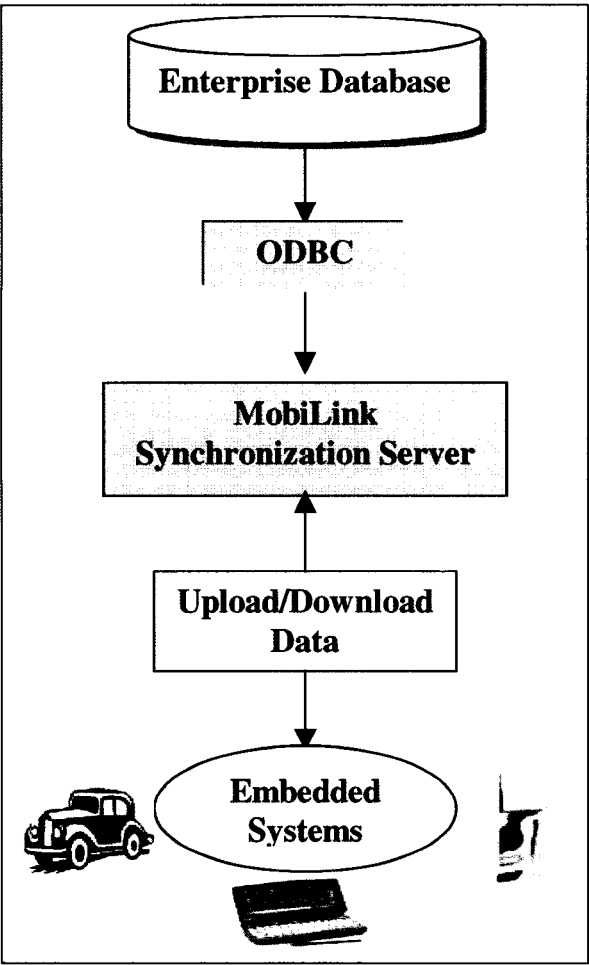 Enterprise Database
ODBC
MobiLink
Synchronization Server
Upload/Download
Data
Embedded
Systems